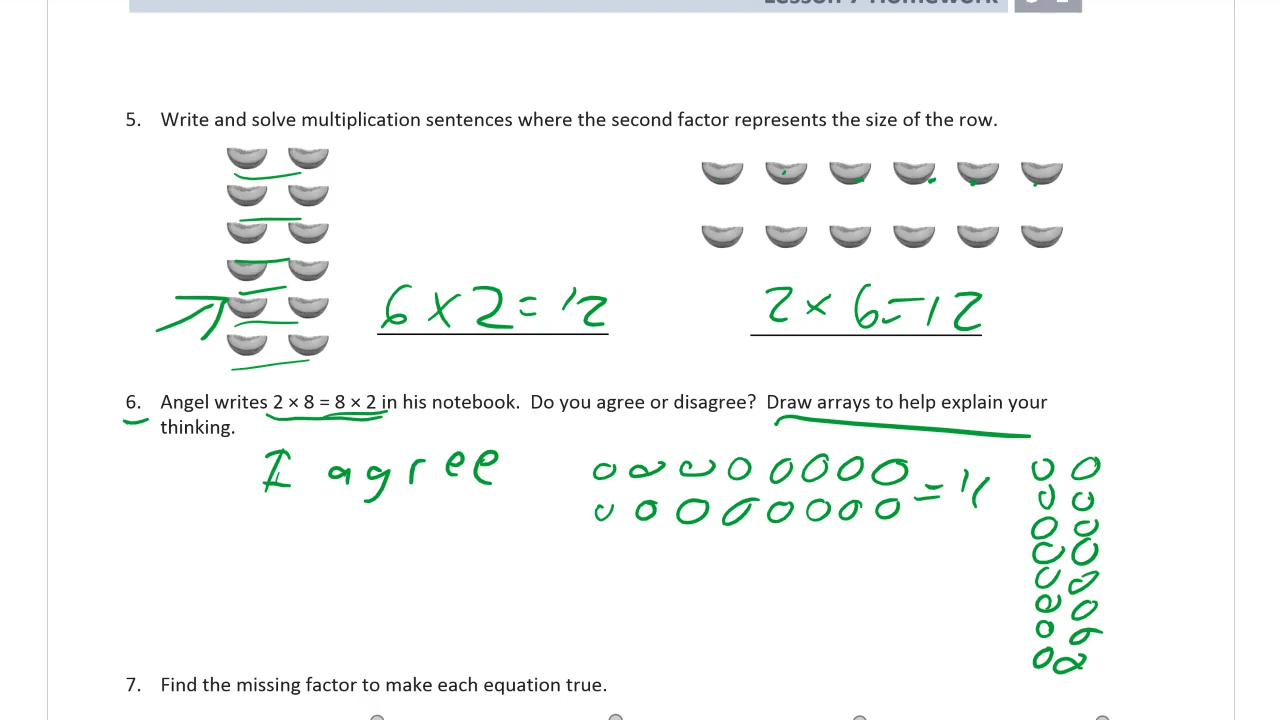 Lesson 7 Homework 3•1
5. Write and solve multiplication sentences where the second factor represents the size of the row.
6 x 2 = 12
2 x 6 = 12
6. Angel writes 2 × 8 = 8 × 2 in his notebook. Do you agree or disagree? Draw arrays to help explain your
thinking.
I agree
7. Find the missing factor to make each equation true.